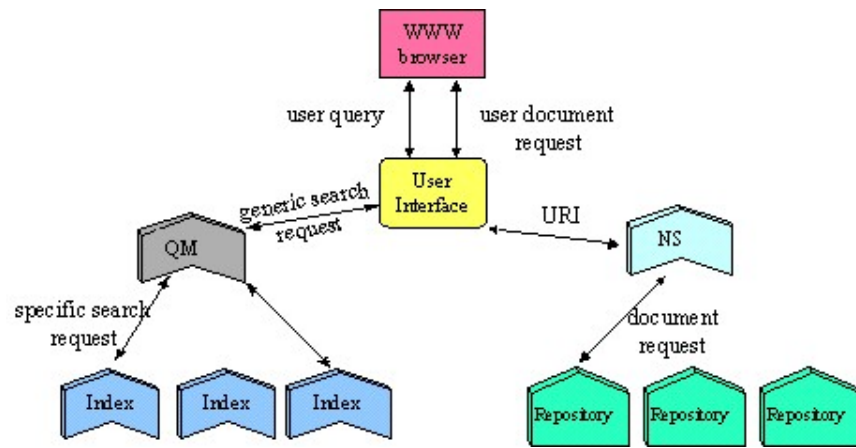 WWW
browser
user query
user document
request
User
Interface
generic search
request
URI
QM
NS
specific search
request
document
request
Index
Index
Index
Repository
Repository
Repository